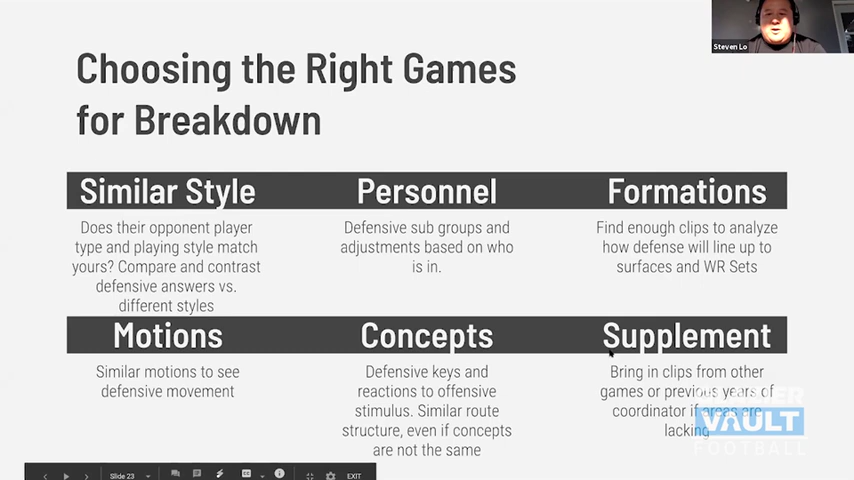 Steven Lo
Choosing the Right Games
for Breakdown
Similar Style
Personnel
Formations
Does their opponent player
type and playing style match
yours? Compare and contrast
defensive answers vs.
different styles
Defensive sub groups and
adjustments based on who
is in.
Find enough clips to analyze
how defense will line up to
surfaces and WR Sets
Motions
Concepts
Supplement
Similar motions to see
defensive movement
Defensive keys and
reactions to offensive
stimulus. Similar route
structure, even if concepts
are not the same
Bring in clips from other
games or previous years of
coordinator if areas are
lacking
VAULT
FOOTBALL
Slide 23
EXIT